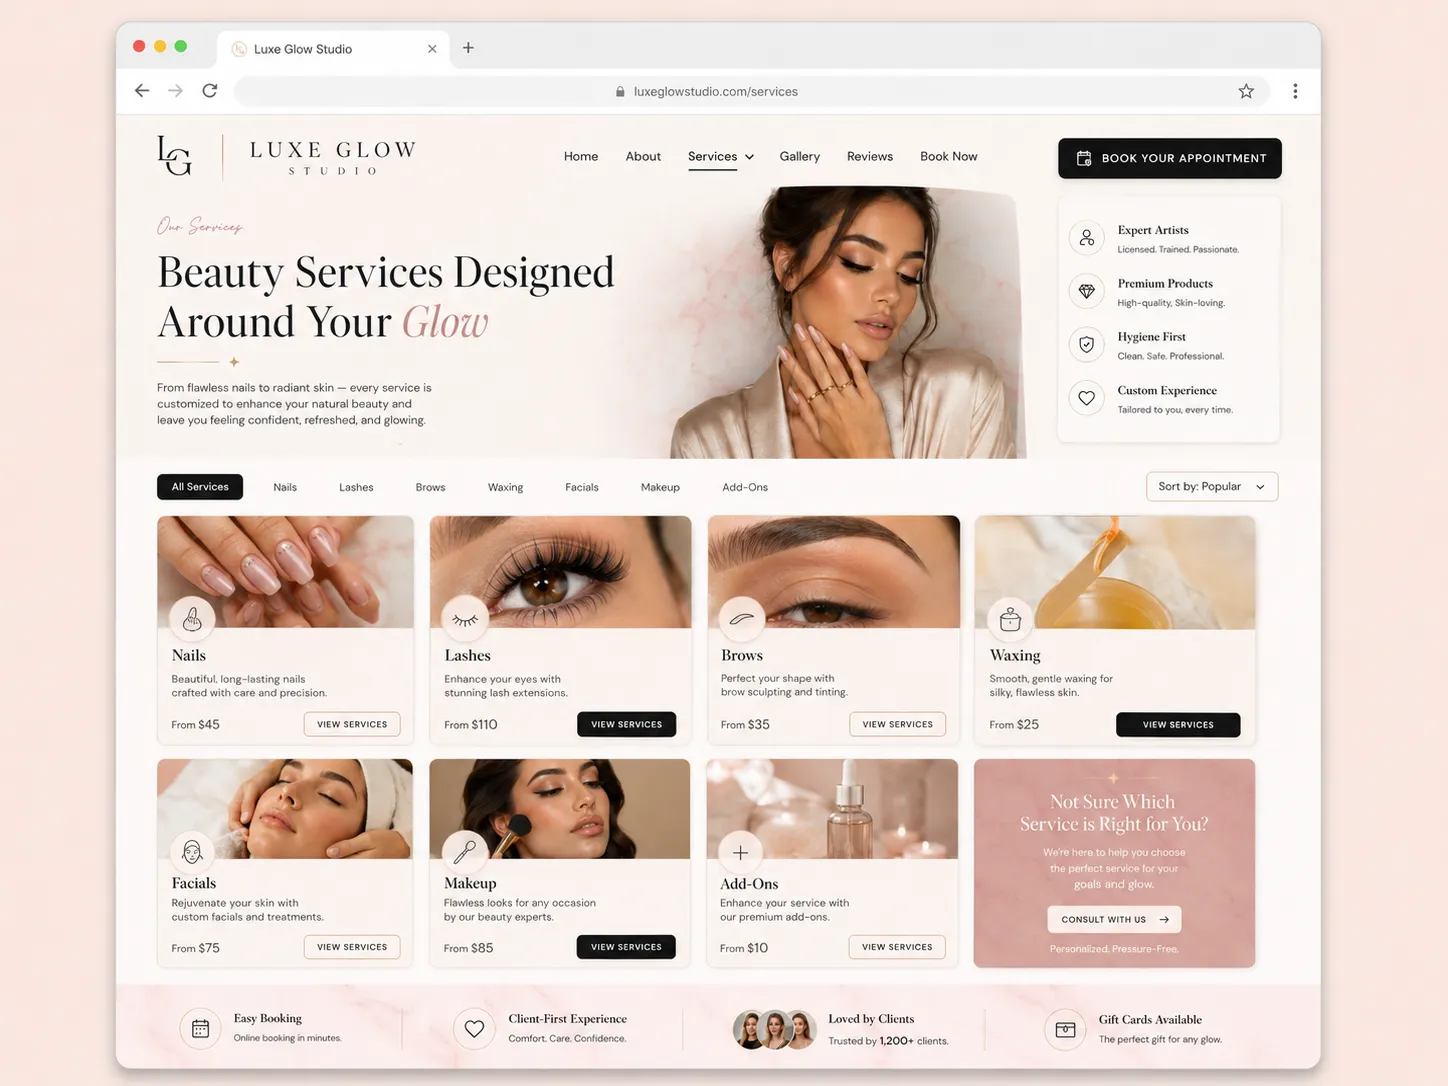 Luxe Glow Studio
luxeglowstudio.com/services
LG
LUXE GLOW
STUDIO
Home
About
Services
Gallery
Reviews
Book Now
BOOK YOUR APPOINTMENT
Our Services
Beauty Services Designed
Around Your Glow
From flawless nails to radiant skin — every service is
customized to enhance your natural beauty and
leave you feeling confident, refreshed, and glowing.
Expert Artists
Licensed. Trained. Passionate.
Premium Products
High-quality, Skin-loving.
Hygiene First
Clean. Safe. Professional.
Custom Experience
Tailored to you, every time.
All Services
Nails
Lashes
Brows
Waxing
Facials
Makeup
Add-Ons
Sort by: Popular
Nails
Beautiful, long-lasting nails
crafted with care and precision.
From $45
VIEW SERVICES
Lashes
Enhance your eyes with
stunning lash extensions.
From $110
VIEW SERVICES
Brows
Perfect your shape with
brow sculpting and tinting.
From $35
VIEW SERVICES
Waxing
Smooth, gentle waxing for
silky, flawless skin.
From $25
VIEW SERVICES
Facials
Rejuvenate your skin with
custom facials and treatments.
From $75
VIEW SERVICES
Makeup
Flawless looks for any occasion
by our beauty experts.
From $85
VIEW SERVICES
Add-Ons
Enhance your service with
our premium add-ons.
From $10
VIEW SERVICES
Not Sure Which
Service is Right for You?
We're here to help you choose
the perfect service for your
goals and glow.
CONSULT WITH US
Personalized. Pressure-Free.
Easy Booking
Online booking in minutes.
Client-First Experience
Comfort. Care. Confidence.
Loved by Clients
Trusted by 1,200+ clients.
Gift Cards Available
The perfect gift for any glow.